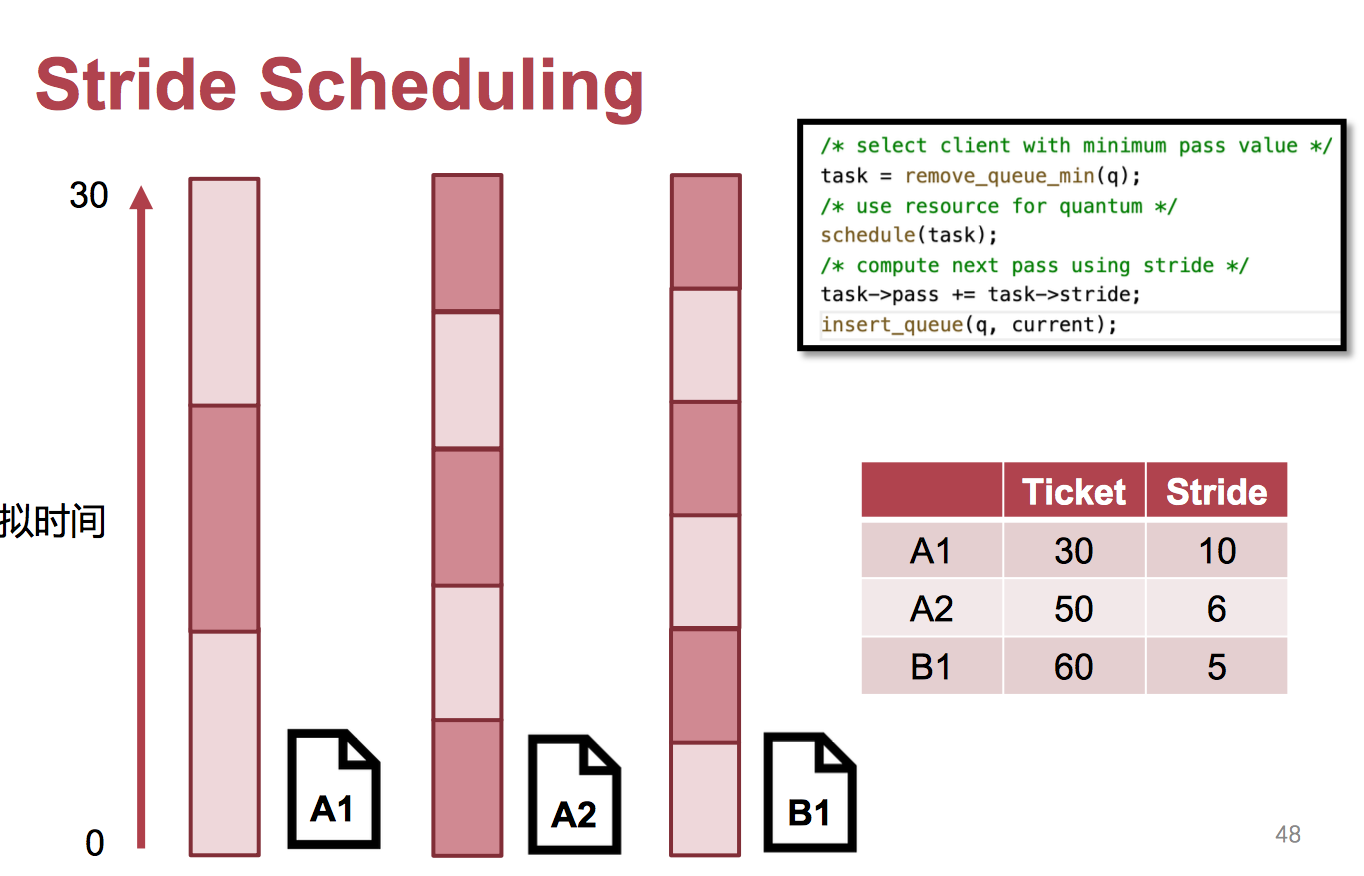 Stride Scheduling
/* select client with minimum pass value */
task = remove_queue_min(q);
/* use resource for quantum */
schedule(task);
/* compute next pass using stride */
task->pass += task->stride;
insert_queue(q, current);
30
拟时间
0
A1
A2
B1
Ticket Stride
A1 30 10
A2 50 6
B1 60 5
48